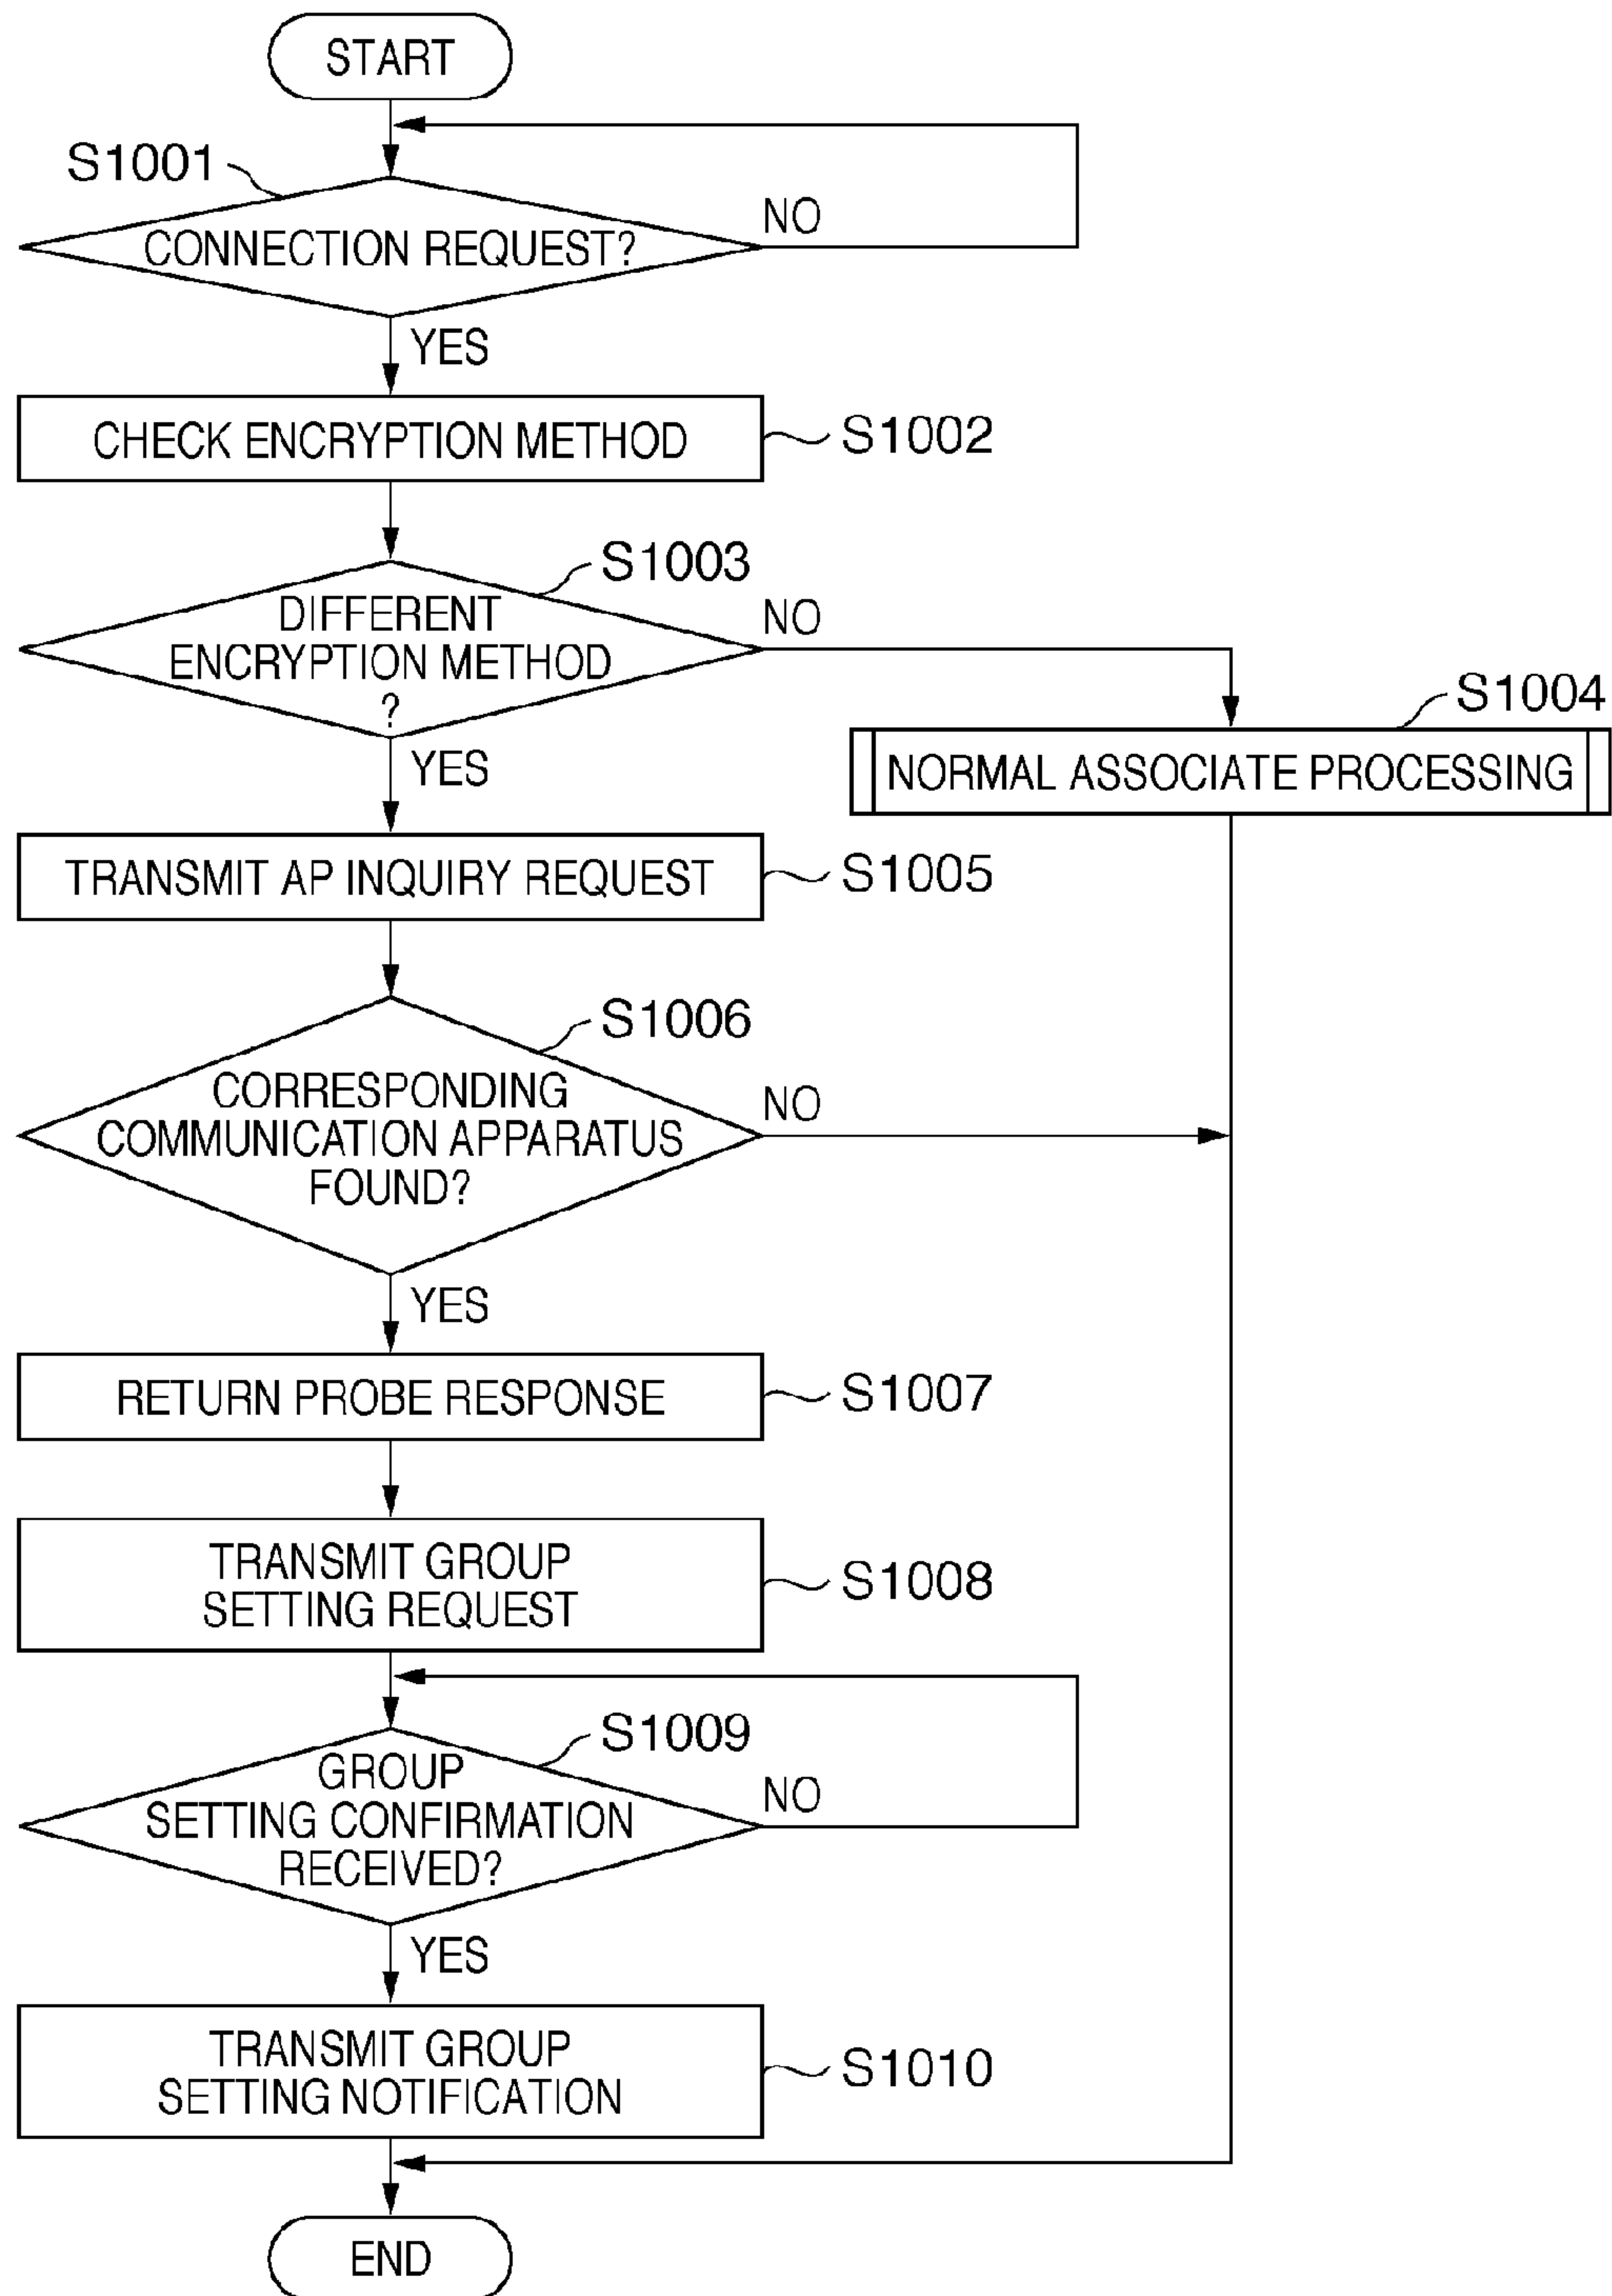 START
S1001
CONNECTION REQUEST?
NO
YES
CHECK ENCRYPTION METHOD
S1002
S1003
DIFFERENT
ENCRYPTION METHOD
?
NO
YES
S1004
NORMAL ASSOCIATE PROCESSING
TRANSMIT AP INQUIRY REQUEST
S1005
S1006
CORRESPONDING
COMMUNICATION APPARATUS
FOUND?
NO
YES
RETURN PROBE RESPONSE
S1007
TRANSMIT GROUP
SETTING REQUEST
S1008
S1009
GROUP
SETTING CONFIRMATION
RECEIVED?
NO
YES
TRANSMIT GROUP
SETTING NOTIFICATION
S1010
END